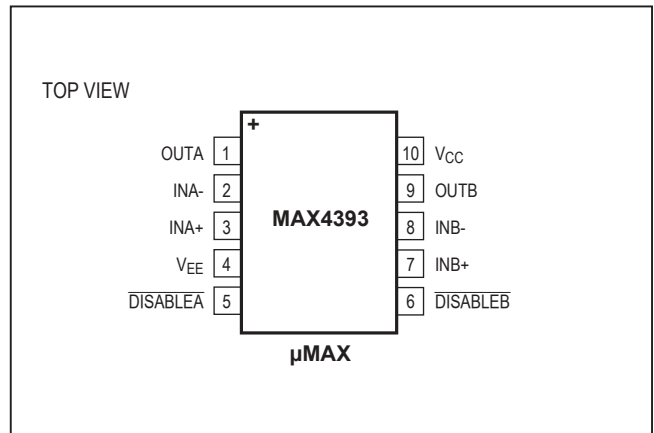 TOP VIEW
+
OUTA 1
INA- 2
INA+ 3
VEE 4
DISABLEA 5
MAX4393
10 VCC
9 OUTB
8 INB-
7 INB+
6 DISABLEB
µMAX